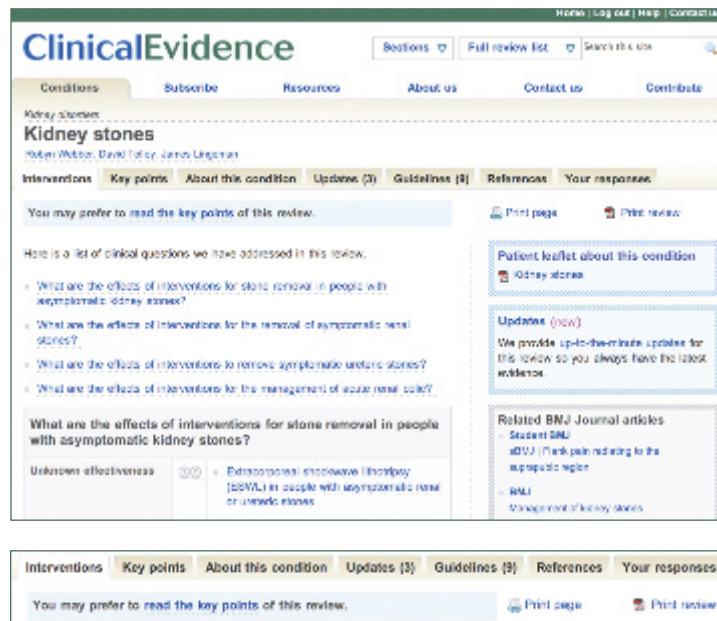 Home | Log out | Help | Contact us
ClinicalEvidence
Sections Full review list Search this site
Conditions Subscribe Resources About us Contact us Contribute
Kidney disorders
Kidney stones
Robyn Webber, David Tolley, James Lingeman
Interventions Key points About this condition Updates (3) Guidelines (9) References Your responses
You may prefer to read the key points of this review.
Print page Print review
Here is a list of clinical questions we have addressed in this review.
What are the effects of interventions for stone removal in people with
asymptomatic kidney stones?
What are the effects of interventions for the removal of symptomatic renal
stones?
What are the effects of interventions to remove symptomatic ureteric stones?
What are the effects of interventions for the management of acute renal colic?
What are the effects of interventions for stone removal in people
with asymptomatic kidney stones?
Unknown effectiveness
Extracorporeal shockwave lithotripsy
(ESWL) in people with asymptomatic renal
or ureteric stones
Patient leaflet about this condition
Kidney stones
Updates (new)
We provide up-to-the-minute updates for
this review so you always have the latest
evidence.
Related BMJ Journal articles
Student BMJ
sBMJ | Flank pain radiating to the
suprapubic region
BMJ
Management of kidney stones
Interventions Key points About this condition Updates (3) Guidelines (9) References Your responses
You may prefer to read the key points of this review.
Print page Print review